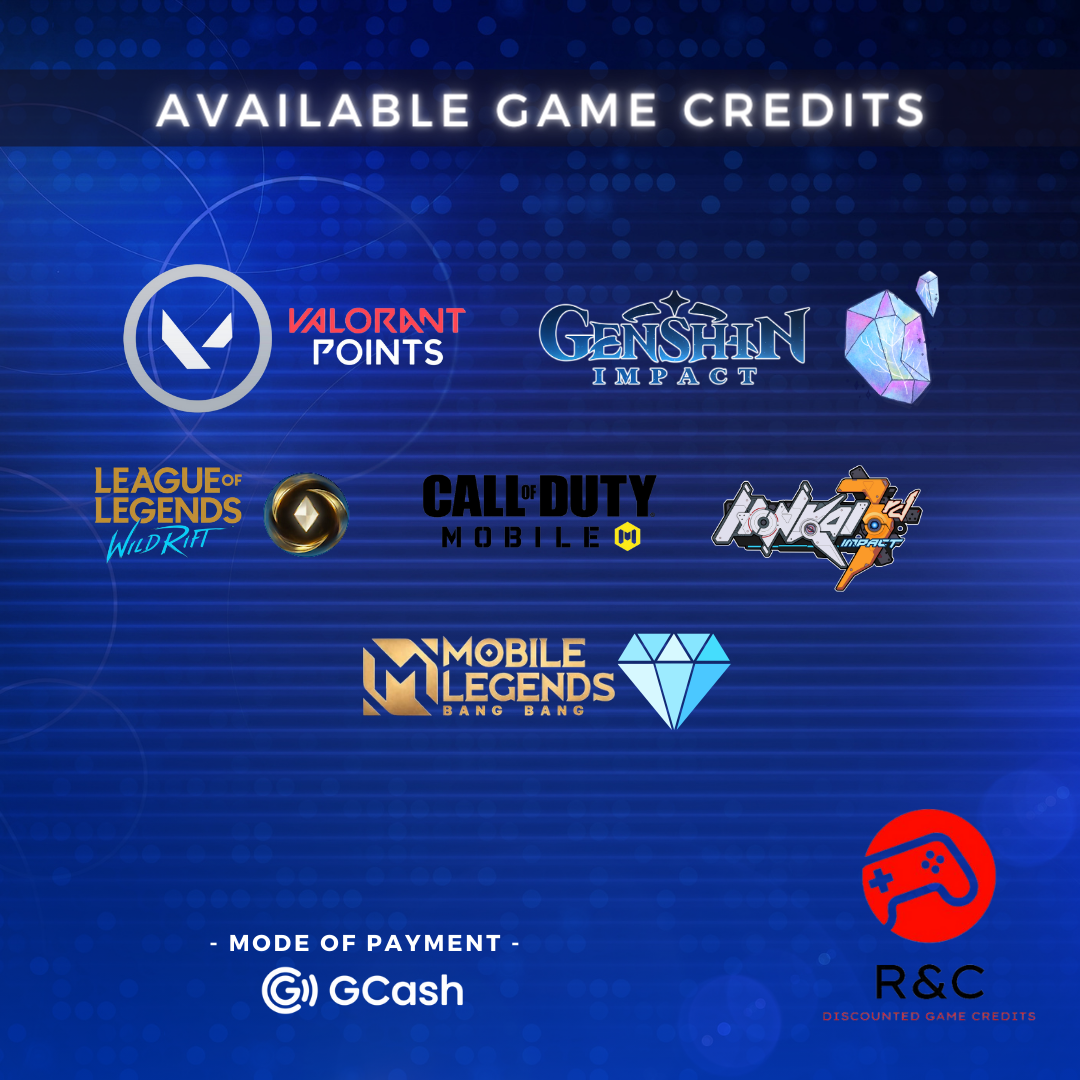 AVAILABLE GAME CREDITS
VALORANT
POINTS
GENSHIN
IMPACT
LEAGUE OF
LEGENDS
WILD RIFT
CALL OF DUTY
MOBILE
HONKAI 3rd
IMPACT
MOBILE
LEGENDS
BANG BANG
- MODE OF PAYMENT -
GCash
R&C
DISCOUNTED GAME CREDITS